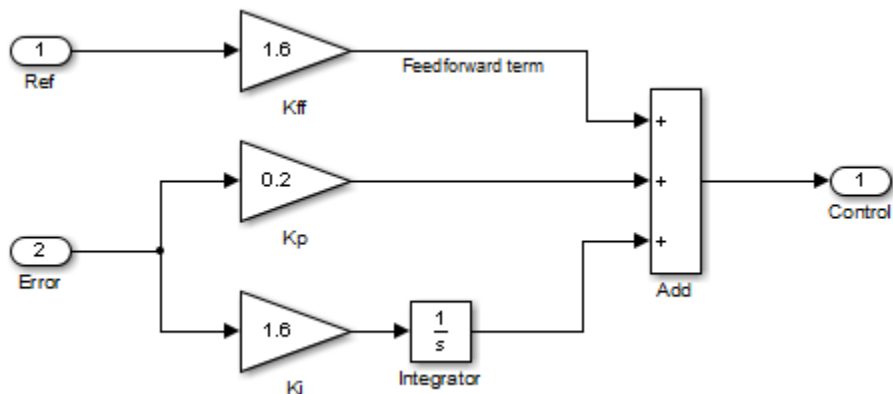 1
Ref
1.6
Kff
Feedforward term
2
Error
0.2
Kp
1.6
Ki
1
s
Integrator
+
+
+
Add
1
Control